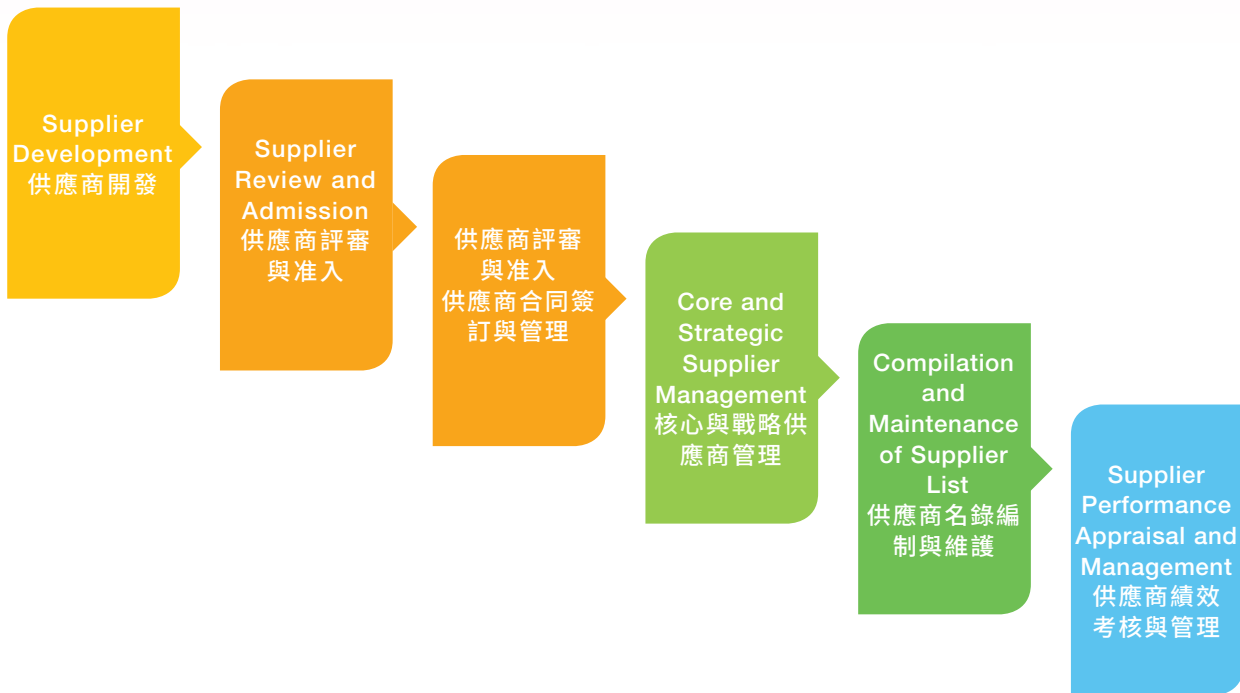 Supplier
Development
供應商開發
Supplier
Review and
Admission
供應商評審
與准入
供應商評審
與准入
供應商合同簽
訂與管理
Core and
Strategic
Supplier
Management
核心與戰略供
應商管理
Compilation
and
Maintenance
of Supplier
List
供應商名錄編
制與維護
Supplier
Performance
Appraisal and
Management
供應商績效
考核與管理